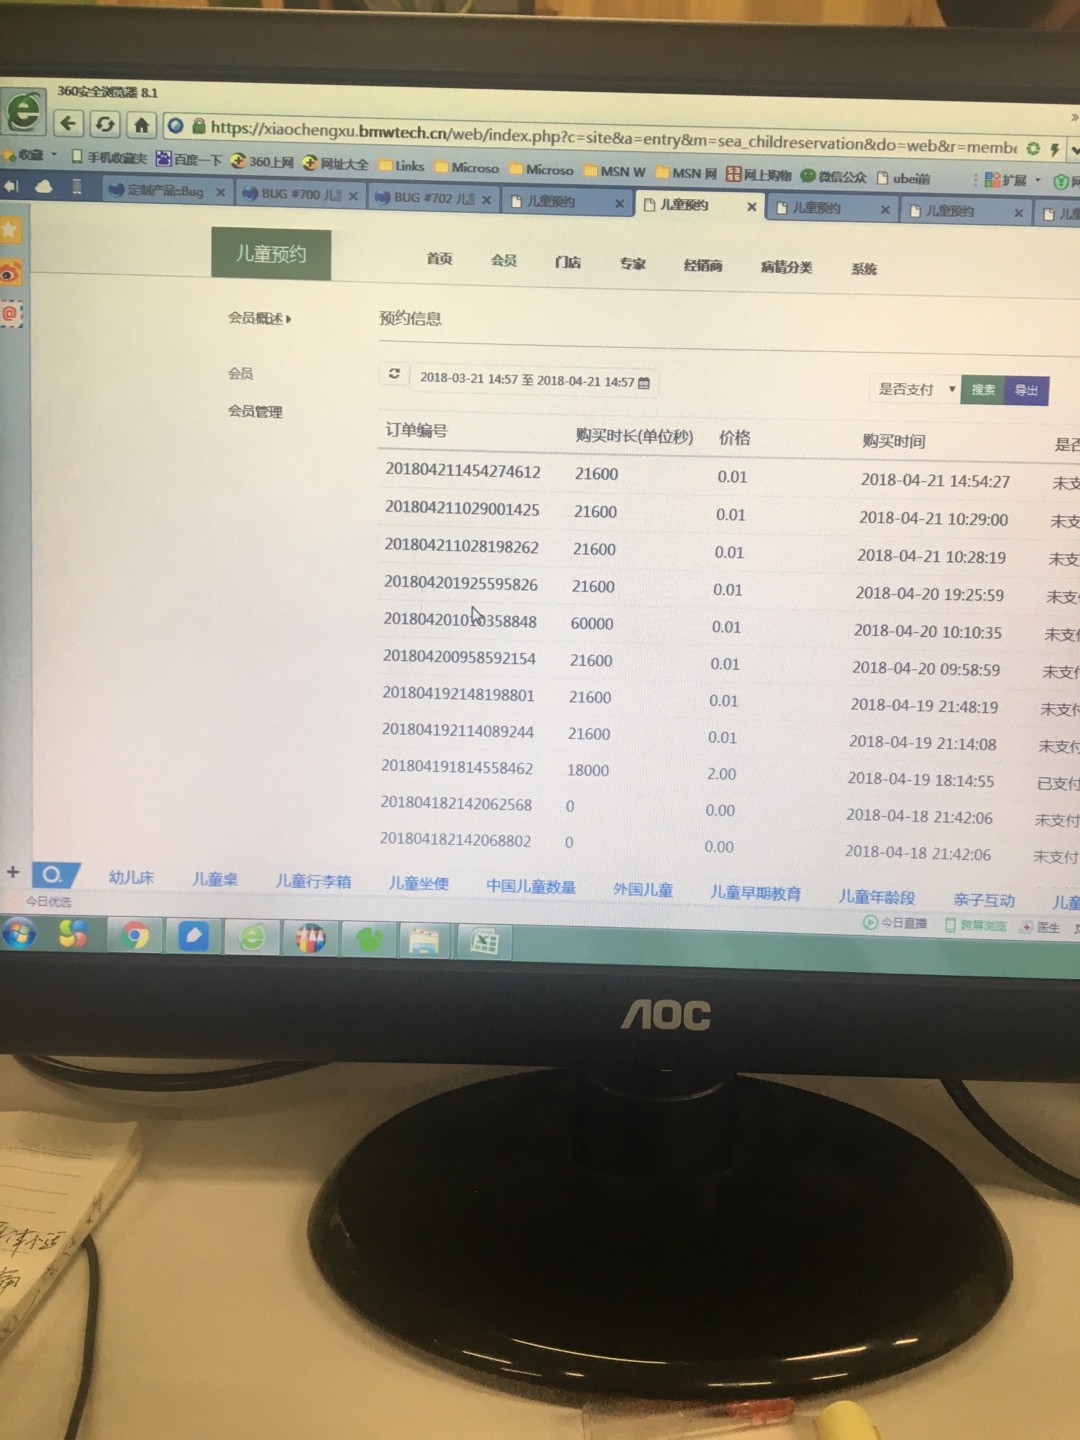 360安全浏览器 8.1
https://xiaochengxu.bmwtech.cn/web/index.php?c=site&a=entry&m=sea_childreservation&do=web&r=membe
收藏 手机收藏夹 百度一下 360上网 网址大全 Links Microso Microso MSN W MSN 网 网上购物 微信公众 ubei前 扩展
定制产品::Bug BUG #700 儿 BUG #702 儿 儿童预约 儿童预约 儿童预约 儿童预约
儿童预约 首页 会员 门店 专家 经销商 病情分类 系统
会员概述 预约信息
会员 2018-03-21 14:57 至 2018-04-21 14:57 是否支付 搜索 导出
会员管理
订单编号 购买时长(单位秒) 价格 购买时间 是否
201804211454274612 21600 0.01 2018-04-21 14:54:27 未支
201804211029001425 21600 0.01 2018-04-21 10:29:00 未支
201804211028198262 21600 0.01 2018-04-21 10:28:19 未支
201804201925595826 21600 0.01 2018-04-20 19:25:59 未支
201804201010358848 60000 0.01 2018-04-20 10:10:35 未支付
201804200958592154 21600 0.01 2018-04-20 09:58:59 未支付
201804192148198801 21600 0.01 2018-04-19 21:48:19 未支付
201804192114089244 21600 0.01 2018-04-19 21:14:08 未支付
201804191814558462 18000 2.00 2018-04-19 18:14:55 已支付
201804182142062568 0 0.00 2018-04-18 21:42:06 未支付
201804182142068802 0 0.00 2018-04-18 21:42:06 未支付
幼儿床 儿童桌 儿童行李箱 儿童坐便 中国儿童数量 外国儿童 儿童早期教育 儿童年龄段 亲子互动 儿童
今日优选 今日直播 跨屏浏览 医生
AOC